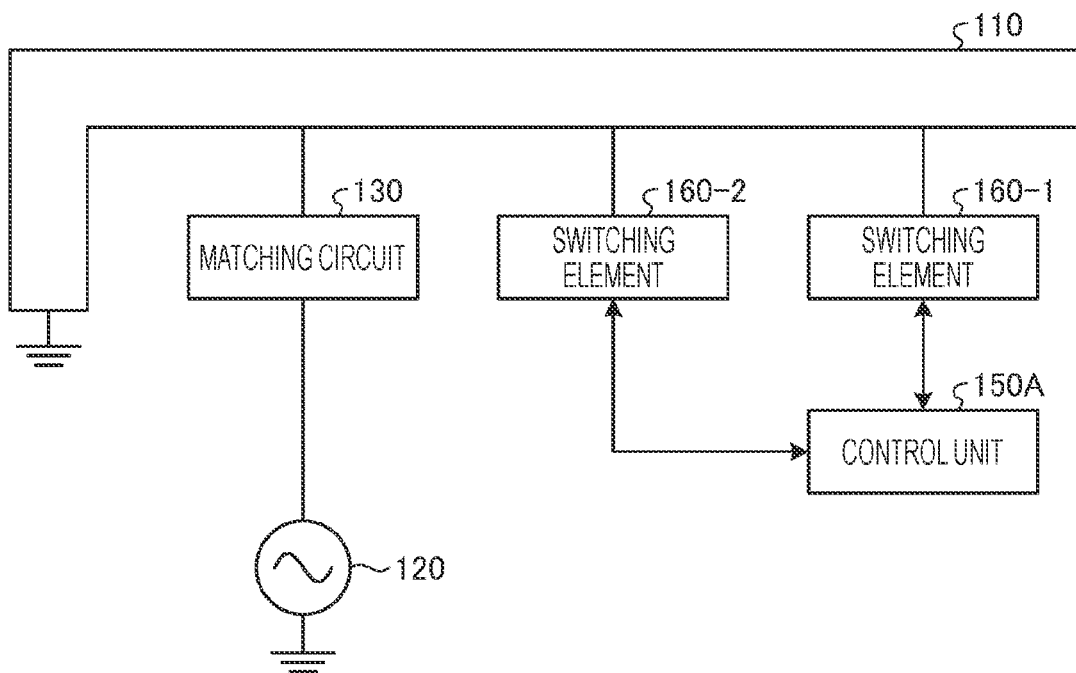 110
130
MATCHING CIRCUIT
160-2
SWITCHING
ELEMENT
160-1
SWITCHING
ELEMENT
150A
CONTROL UNIT
120